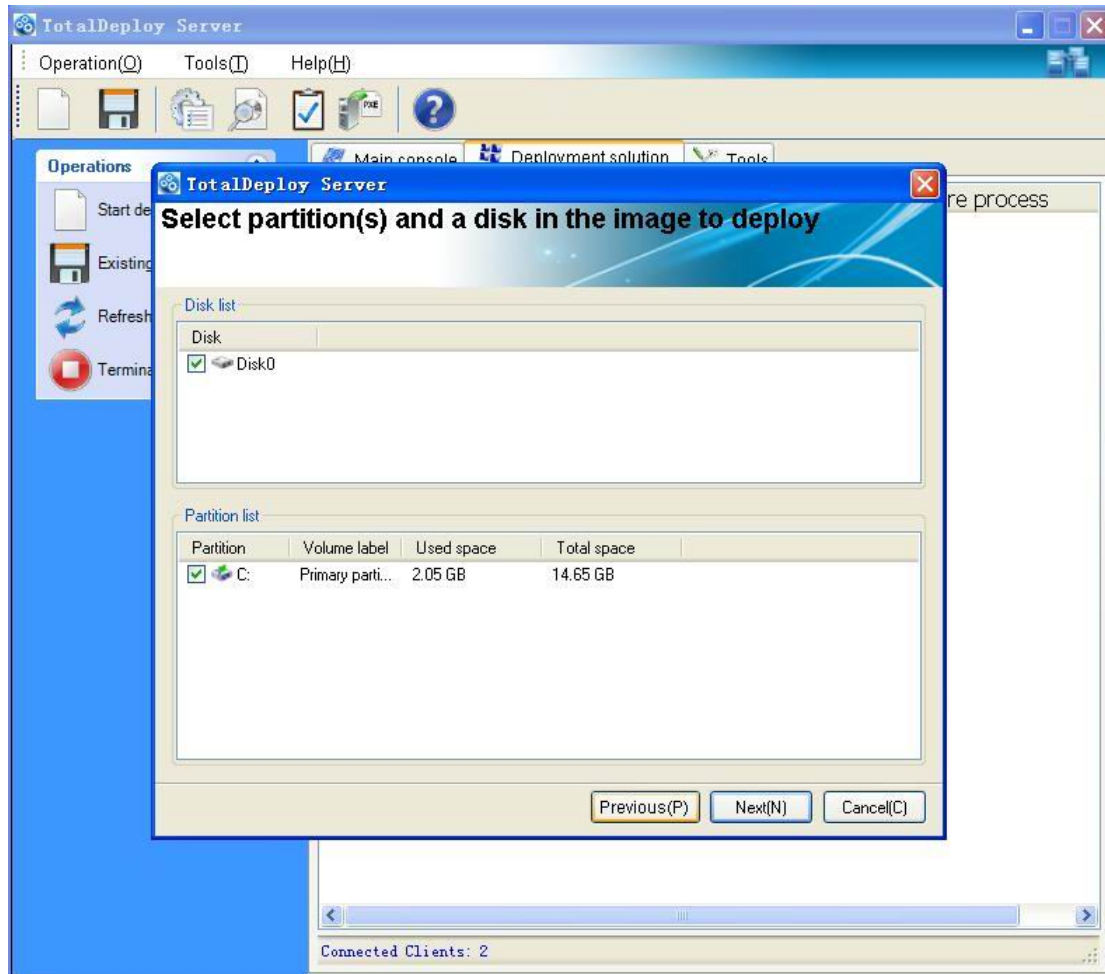 TotalDeploy Server
Operation(O) Tools(T) Help(H)
PXE
Operations
Main console Deployment solution Tools
TotalDeploy Server
re process
Start de
Select partition(s) and a disk in the image to deploy
Existing
Refresh
Termina
Disk list
Disk
Disk0
Partition list
Partition Volume label Used space Total space
C: Primary parti... 2.05 GB 14.65 GB
Previous(P) Next(N) Cancel(C)
Connected Clients: 2